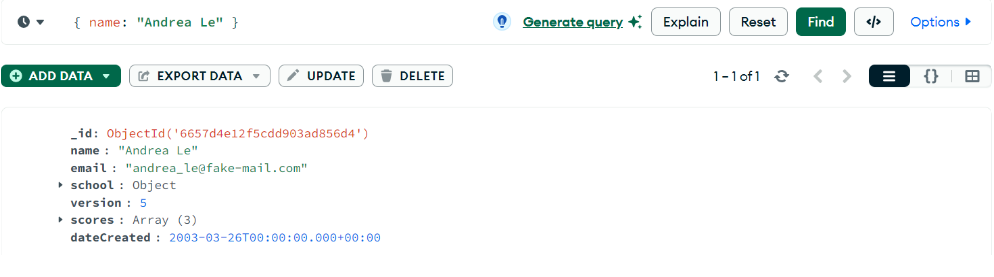 { name: "Andrea Le" } Generate query Explain Reset Find </> Options
ADD DATA EXPORT DATA UPDATE DELETE 1 – 1 of 1 {}
_id: ObjectId('6657d4e12f5cdd903ad856d4')
name : "Andrea Le"
email : "andrea_le@fake-mail.com"
school : Object
version : 5
scores : Array (3)
dateCreated : 2003-03-26T00:00:00.000+00:00